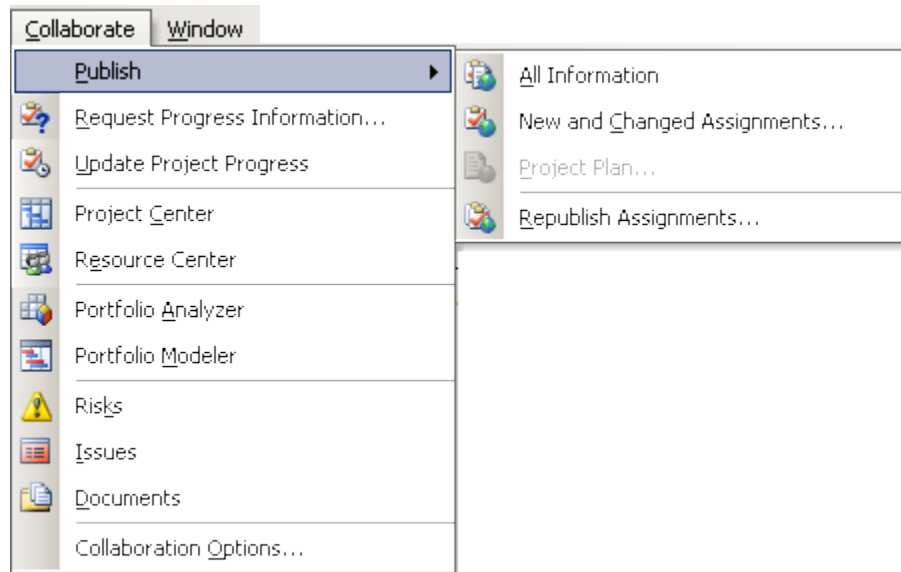 Collaborate Window
Publish
Request Progress Information...
Update Project Progress
Project Center
Resource Center
Portfolio Analyzer
Portfolio Modeler
Risks
Issues
Documents
Collaboration Options...
All Information
New and Changed Assignments...
Project Plan...
Republish Assignments...